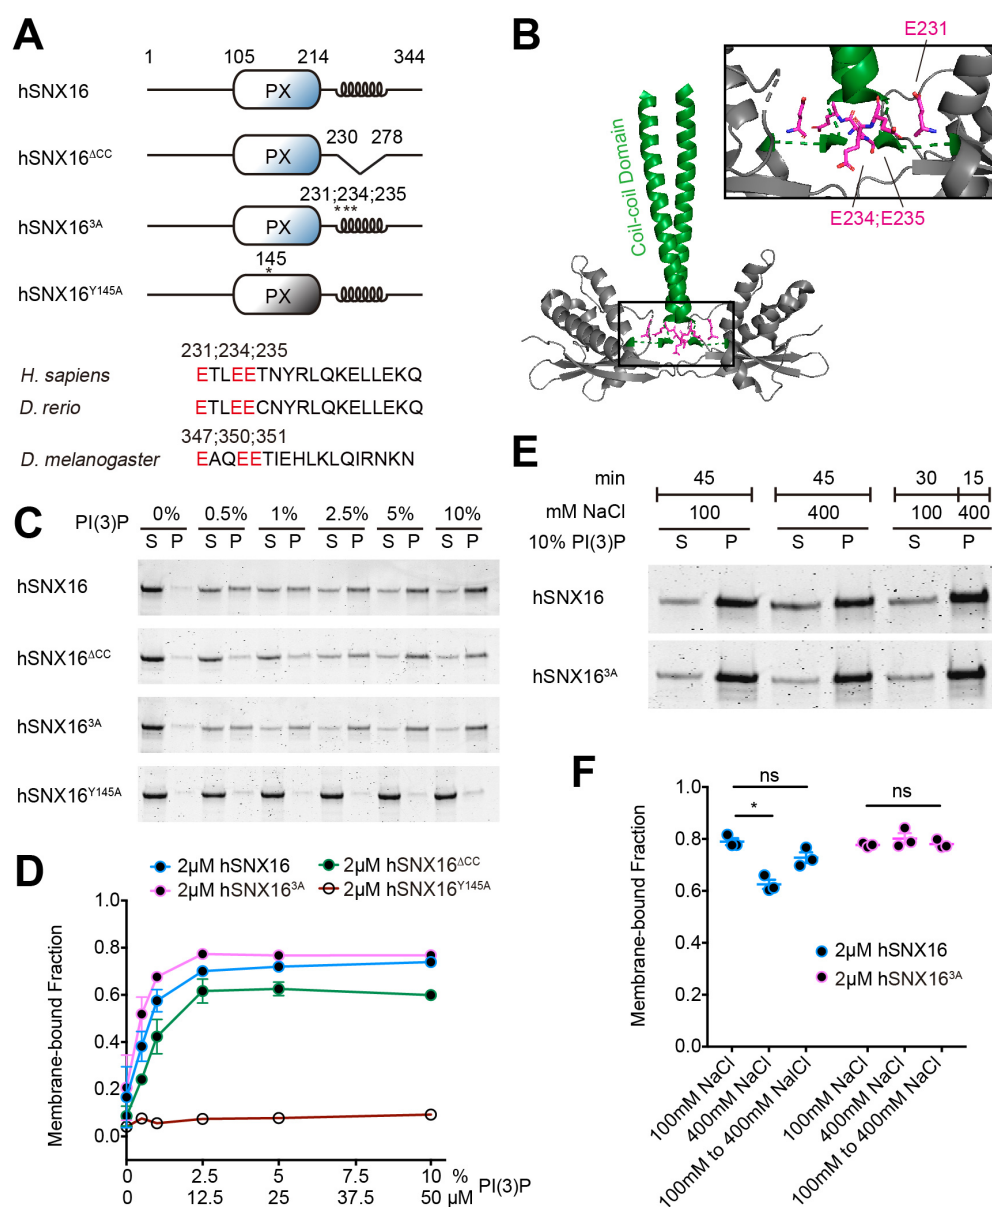 A
1 105 214 344
hSNX16 PX
230 278
hSNX16ΔCC PX
231;234;235
***
hSNX163A PX
145
*
hSNX16Y145A PX
231;234;235
H. sapiens ETLEETNYRLQKELLEKQ
D. rerio ETLEECNYRLQKELLEKQ
347;350;351
D. melanogaster EAQEETIEHLKLQIRNKN
B
E231
E234;E235
Coil-coil Domain
C
PI(3)P 0% 0.5% 1% 2.5% 5% 10%
S P S P S P S P S P S P
hSNX16
hSNX16ΔCC
hSNX163A
hSNX16Y145A
D
2μM hSNX16 2μM hSNX16ΔCC
2μM hSNX163A 2μM hSNX16Y145A
Membrane-bound Fraction
1.0
0.8
0.6
0.4
0.2
0.0
0 2.5 5 7.5 10 %
0 12.5 25 37.5 50 μM
PI(3)P
E
min 45 45 30 15
mM NaCl 100 400 100 400
10% PI(3)P S P S P S P
hSNX16
hSNX163A
F
Membrane-bound Fraction
1.0
0.8
0.6
0.4
0.2
0.0
ns
*
ns
2μM hSNX16
2μM hSNX163A
100mM NaCl
400mM NaCl
100mM to 400mM NalCl
100mM NaCl
400mM NaCl
100mM to 400mM NaCl